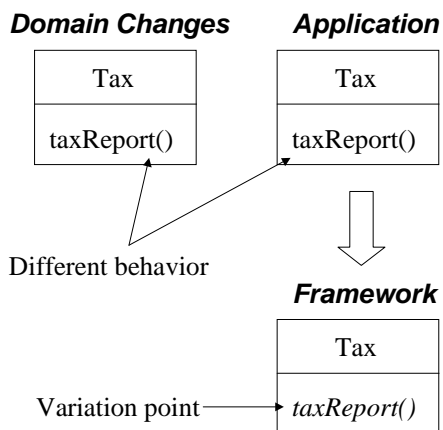 Domain Changes
Application
Tax
Tax
taxReport()
taxReport()
Different behavior
Framework
Tax
Variation point
taxReport()